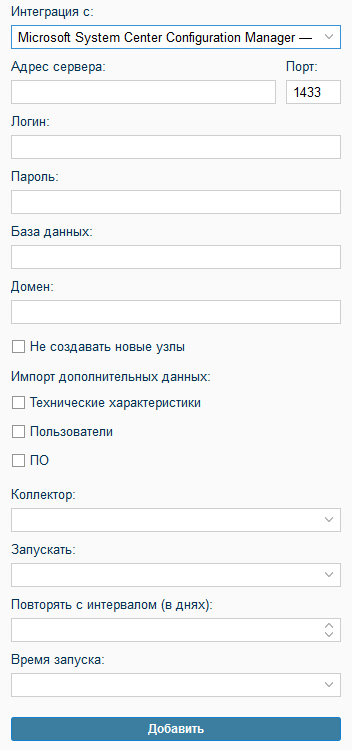 Интеграция с:
Microsoft System Center Configuration Manager —
Адрес сервера: Порт:
1433
Логин:
Пароль:
База данных:
Домен:
Не создавать новые узлы
Импорт дополнительных данных:
Технические характеристики
Пользователи
ПО
Коллектор:
Запускать:
Повторять с интервалом (в днях):
Время запуска:
Добавить